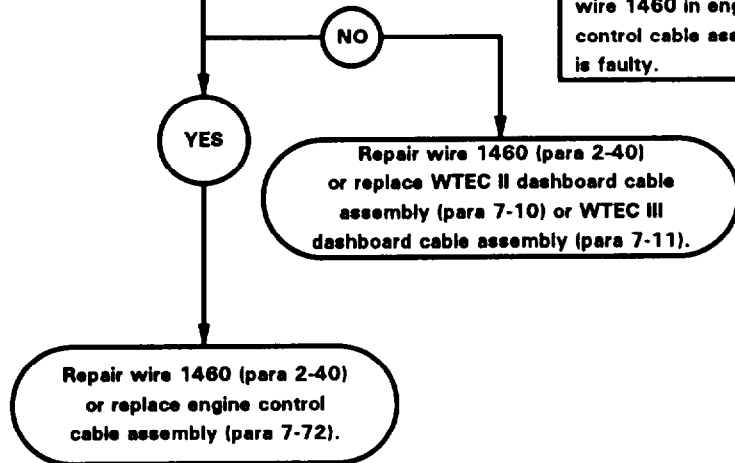 wire 1460 in
control cable
is faulty.
NO
YES
Repair wire 1460 (para 2-40)
or replace WTEC II dashboard cable
assembly (para 7-10) or WTEC III
dashboard cable assembly (para 7-11).
Repair wire 1460 (para 2-40)
or replace engine control
cable assembly (para 7-72).